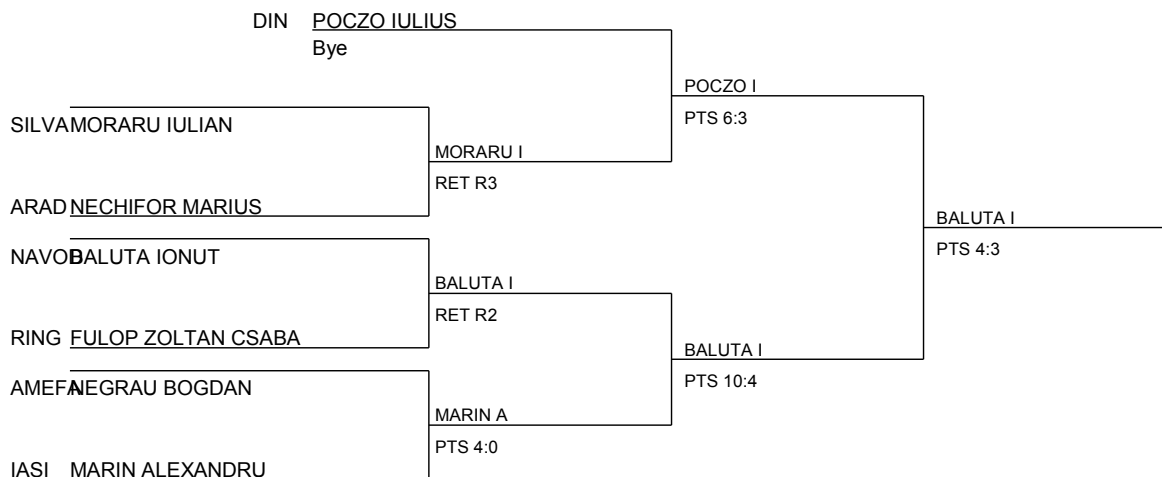 DIN POCZO IULIUS
Bye
POCZO I
PTS 6:3
SILVA MORARU IULIAN
MORARU I
RET R3
ARAD NECHIFOR MARIUS
BALUTA I
PTS 4:3
NAVOD BALUTA IONUT
BALUTA I
RET R2
RING FULOP ZOLTAN CSABA
BALUTA I
PTS 10:4
AMEFA NEGRAU BOGDAN
MARIN A
PTS 4:0
IASI MARIN ALEXANDRU